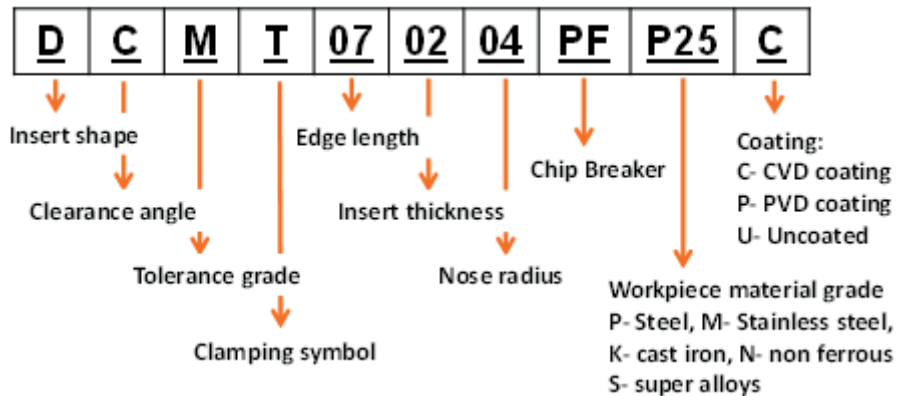 D C M T 07 02 04 PF P25 C
Insert shape
Edge length
Coating:
C- CVD coating
P- PVD coating
U- Uncoated
Chip Breaker
Clearance angle
Insert thickness
Tolerance grade
Nose radius
Workpiece material grade
P- Steel, M- Stainless steel,
K- cast iron, N- non ferrous
S- super alloys
Clamping symbol